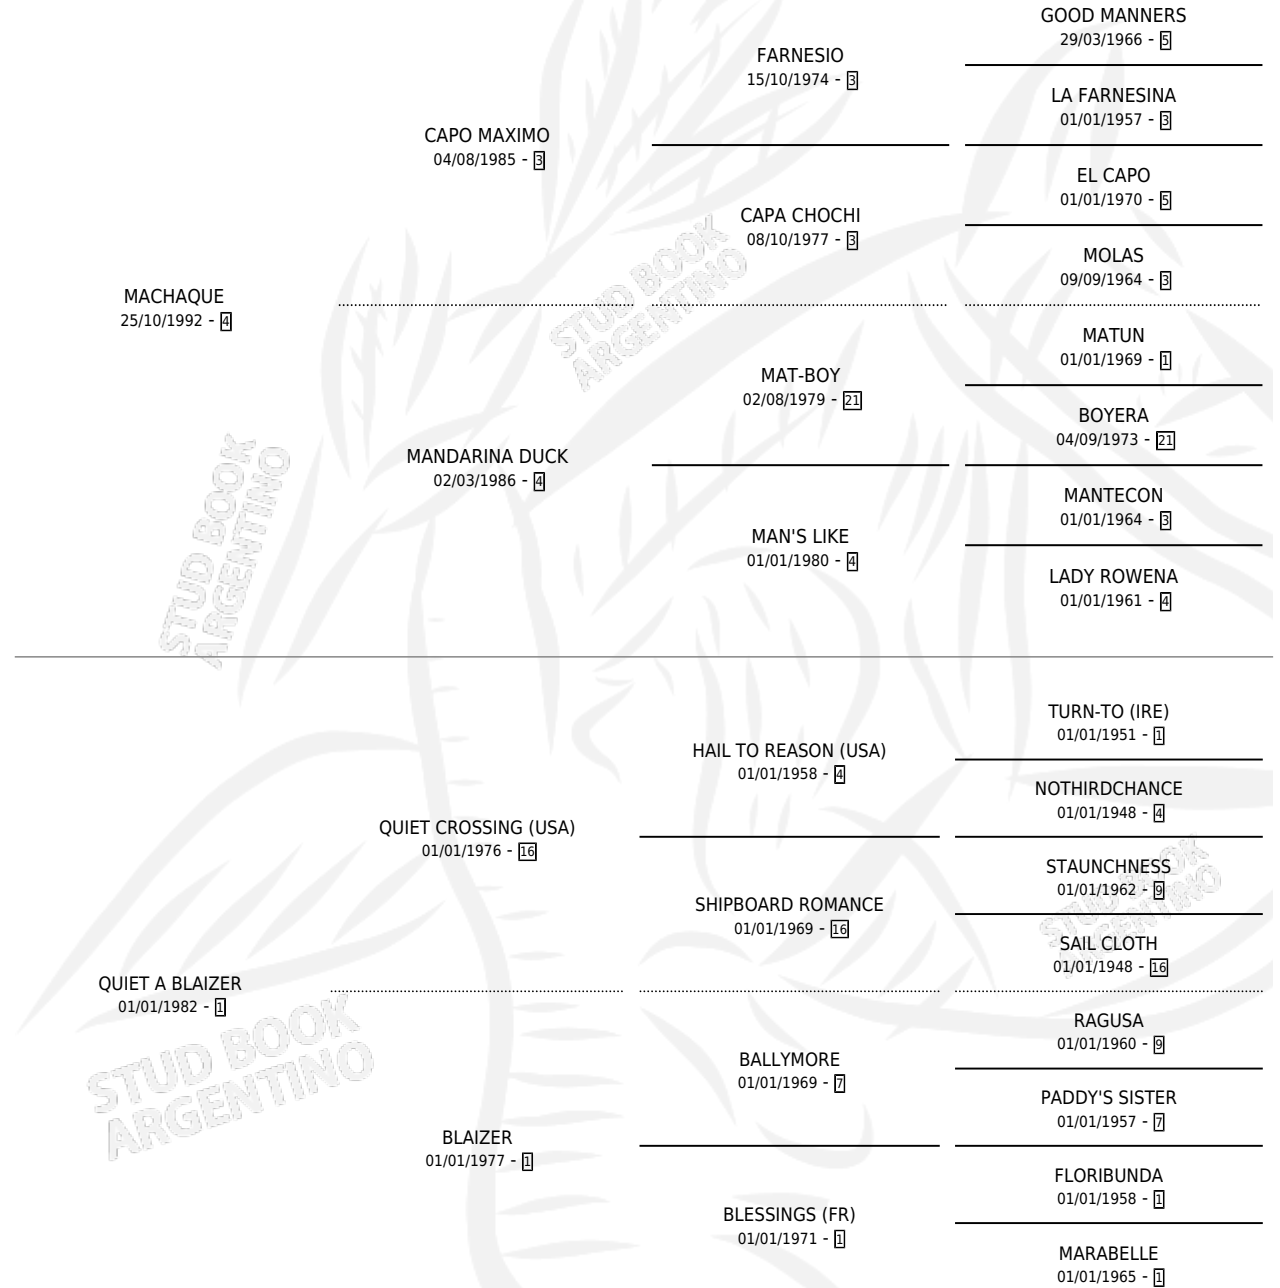 GOOD MANNERS
29/03/1966 - 5
FARNESIO
15/10/1974 - 3
LA FARNESINA
01/01/1957 - 3
CAPO MAXIMO
04/08/1985 - 3
EL CAPO
01/01/1970 - 5
CAPA CHOCHI
08/10/1977 - 3
MOLAS
09/09/1964 - 3
MACHAQUE
25/10/1992 - 4
MATUN
01/01/1969 - 1
MAT-BOY
02/08/1979 - 21
BOYERA
04/09/1973 - 21
MANDARINA DUCK
02/03/1986 - 4
MANTECON
01/01/1964 - 3
MAN'S LIKE
01/01/1980 - 4
LADY ROWENA
01/01/1961 - 4
TURN-TO (IRE)
01/01/1951 - 1
HAIL TO REASON (USA)
01/01/1958 - 4
NOTHIRDCHANCE
01/01/1948 - 4
QUIET CROSSING (USA)
01/01/1976 - 16
STAUNCHNESS
01/01/1962 - 9
SHIPBOARD ROMANCE
01/01/1969 - 16
SAIL CLOTH
01/01/1948 - 16
QUIET A BLAIZER
01/01/1982 - 1
RAGUSA
01/01/1960 - 9
BALLYMORE
01/01/1969 - 7
PADDY'S SISTER
01/01/1957 - 7
BLAIZER
01/01/1977 - 1
FLORIBUNDA
01/01/1958 - 1
BLESSINGS (FR)
01/01/1971 - 1
MARABELLE
01/01/1965 - 1
STUD BOOK
ARGENTINO
STUD BOOK
ARGENTINO
STUD BOOK
ARGENTINO
STUD BOOK
ARGENTINO